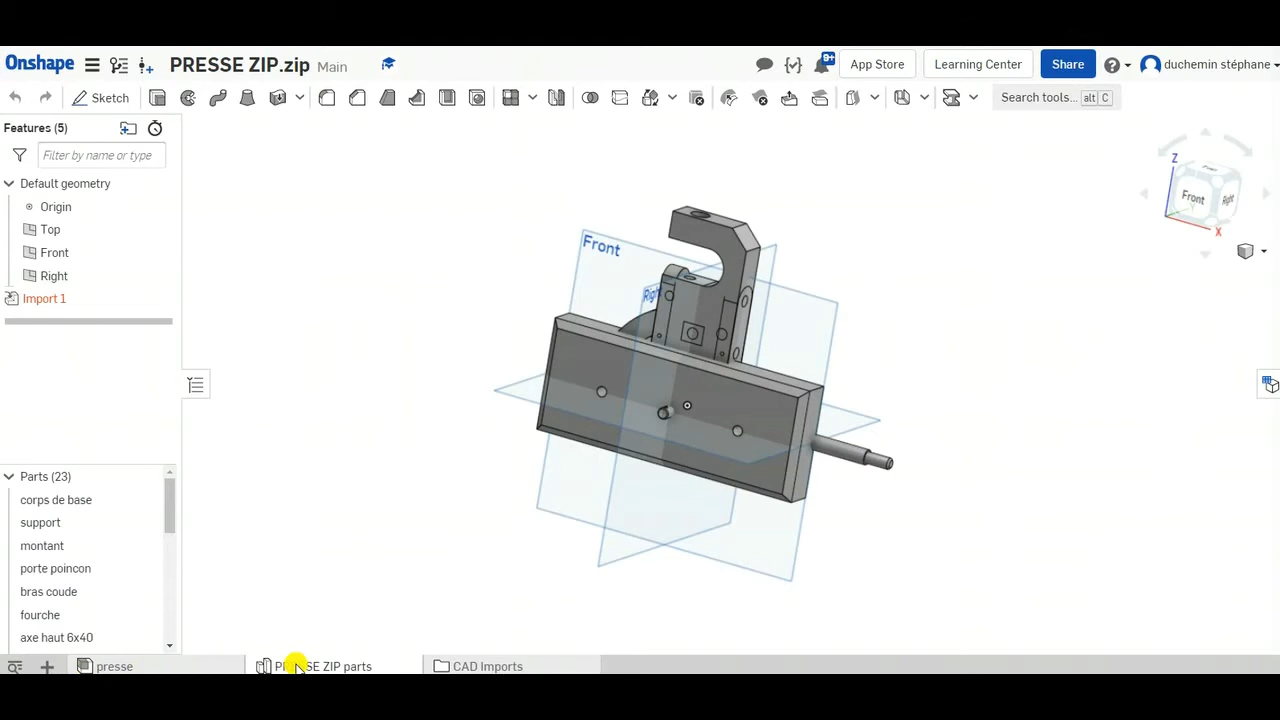 Onshape PRESSE ZIP.zip Main App Store Learning Center Share duchemin stéphane
Sketch Search tools... alt C
Features (5)
Filter by name or type
Default geometry
Origin
Top
Front
Right
Import 1
Parts (23)
corps de base
support
montant
porte poincon
bras coude
fourche
axe haut 6x40
Front
Right
Z
Front
Right
X
presse PRESSE ZIP parts CAD Imports